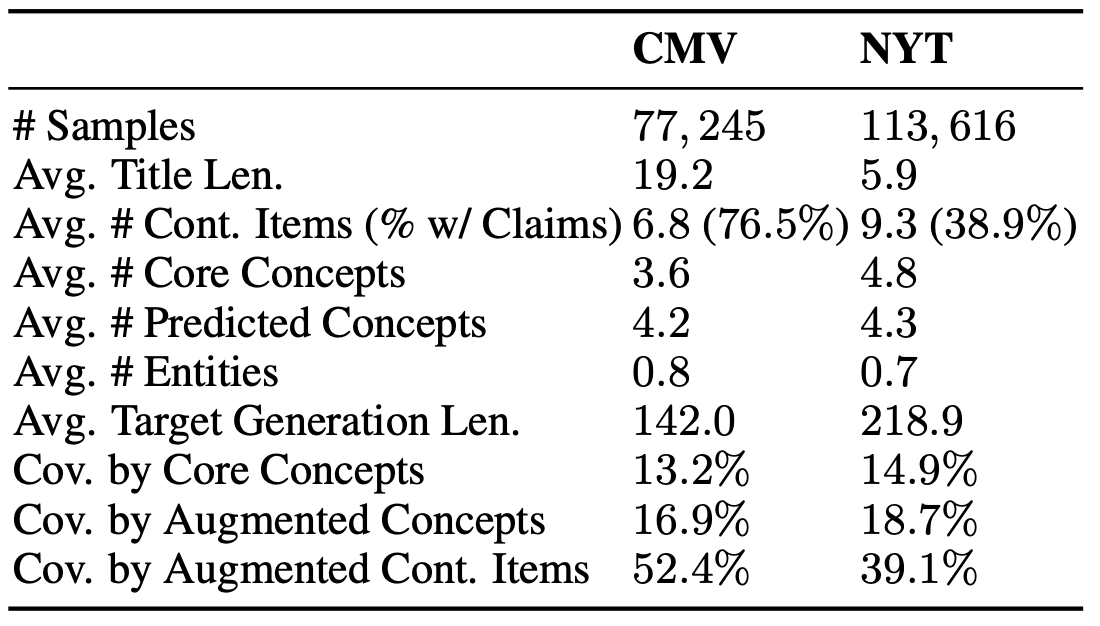 CMV NYT
# Samples 77,245 113,616
Avg. Title Len. 19.2 5.9
Avg. # Cont. Items (% w/ Claims) 6.8 (76.5%) 9.3 (38.9%)
Avg. # Core Concepts 3.6 4.8
Avg. # Predicted Concepts 4.2 4.3
Avg. # Entities 0.8 0.7
Avg. Target Generation Len. 142.0 218.9
Cov. by Core Concepts 13.2% 14.9%
Cov. by Augmented Concepts 16.9% 18.7%
Cov. by Augmented Cont. Items 52.4% 39.1%